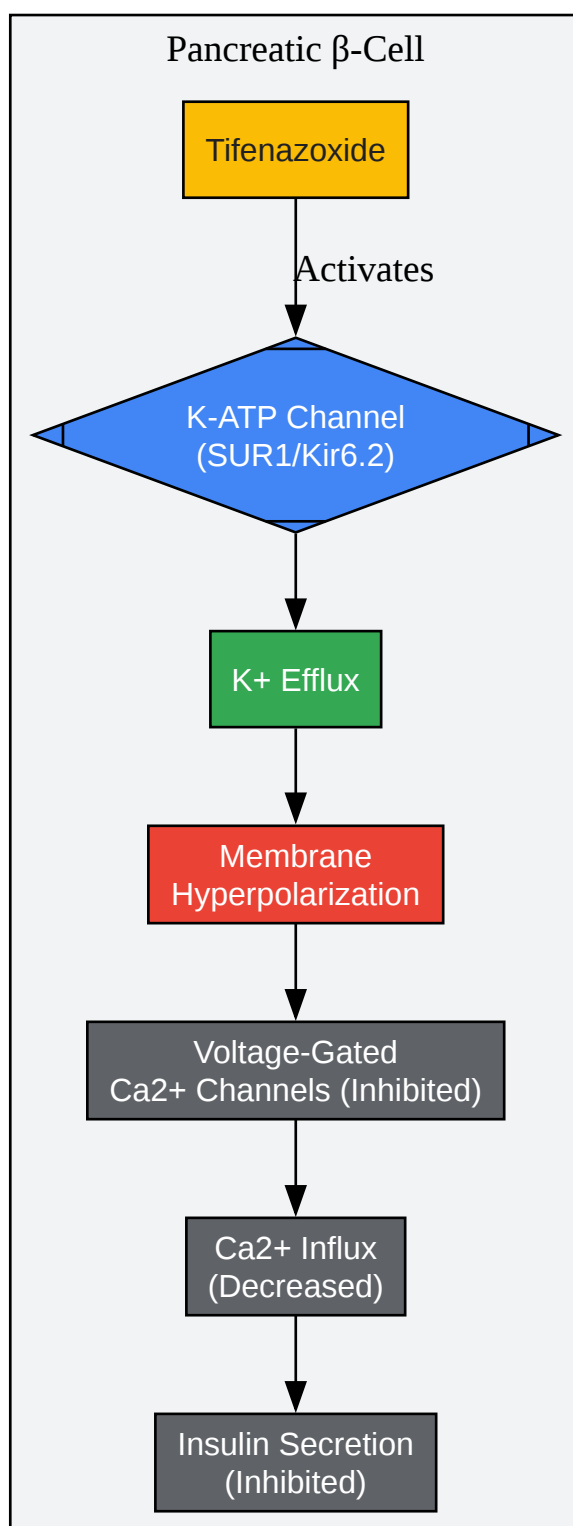 Pancreatic β-Cell
Tifenazoxide
Activates
K-ATP Channel
(SUR1/Kir6.2)
K+ Efflux
Membrane
Hyperpolarization
Voltage-Gated
Ca2+ Channels (Inhibited)
Ca2+ Influx
(Decreased)
Insulin Secretion
(Inhibited)